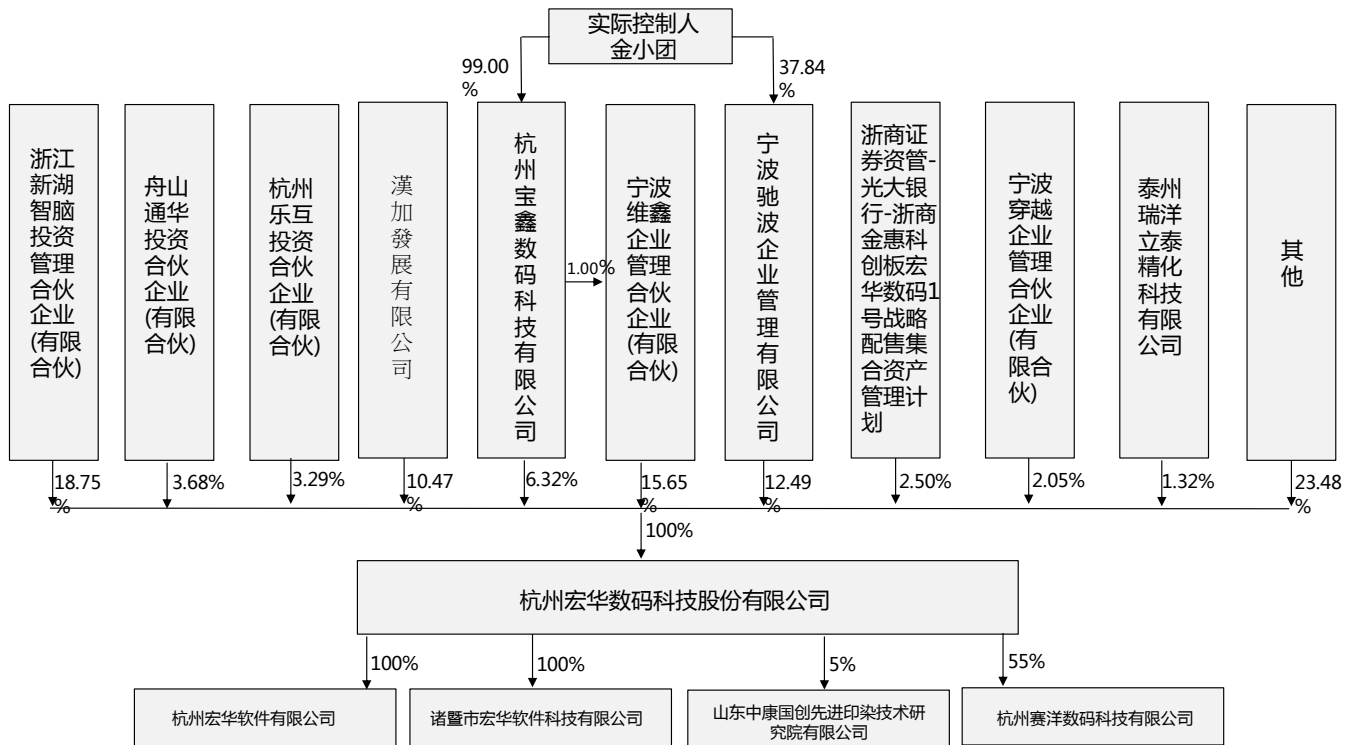 实际控制人
金小团
99.00
%
37.84
%
浙江
新湖
智脑
投资
管理
合伙
企业
(有限
合伙)
舟山
通华
投资
合伙
企业
(有限
合伙)
杭州
乐互
投资
合伙
企业
(有限
合伙)
漢加發展有限公司
杭州宝鑫数码科技有限公司
1.00%
宁波
维鑫
企业
管理
合伙
企业
(有限
合伙)
宁波驰波企业管理有限公司
浙商证
券资管-
光大银
行-浙商
金惠科
创板宏
华数码1
号战略
配售集
合资产
管理计
划
宁波
穿越
企业
管理
合伙
企业
(有
限合
伙)
泰州
瑞洋
立泰
精化
科技
有限
公司
其他
18.75
%
3.68%
3.29%
10.47
%
6.32%
15.65
%
12.49
%
2.50%
2.05%
1.32%
23.48
%
100%
杭州宏华数码科技股份有限公司
100%
100%
5%
55%
杭州宏华软件有限公司
诸暨市宏华软件科技有限公司
山东中康国创先进印染技术研
究院有限公司
杭州赛洋数码科技有限公司